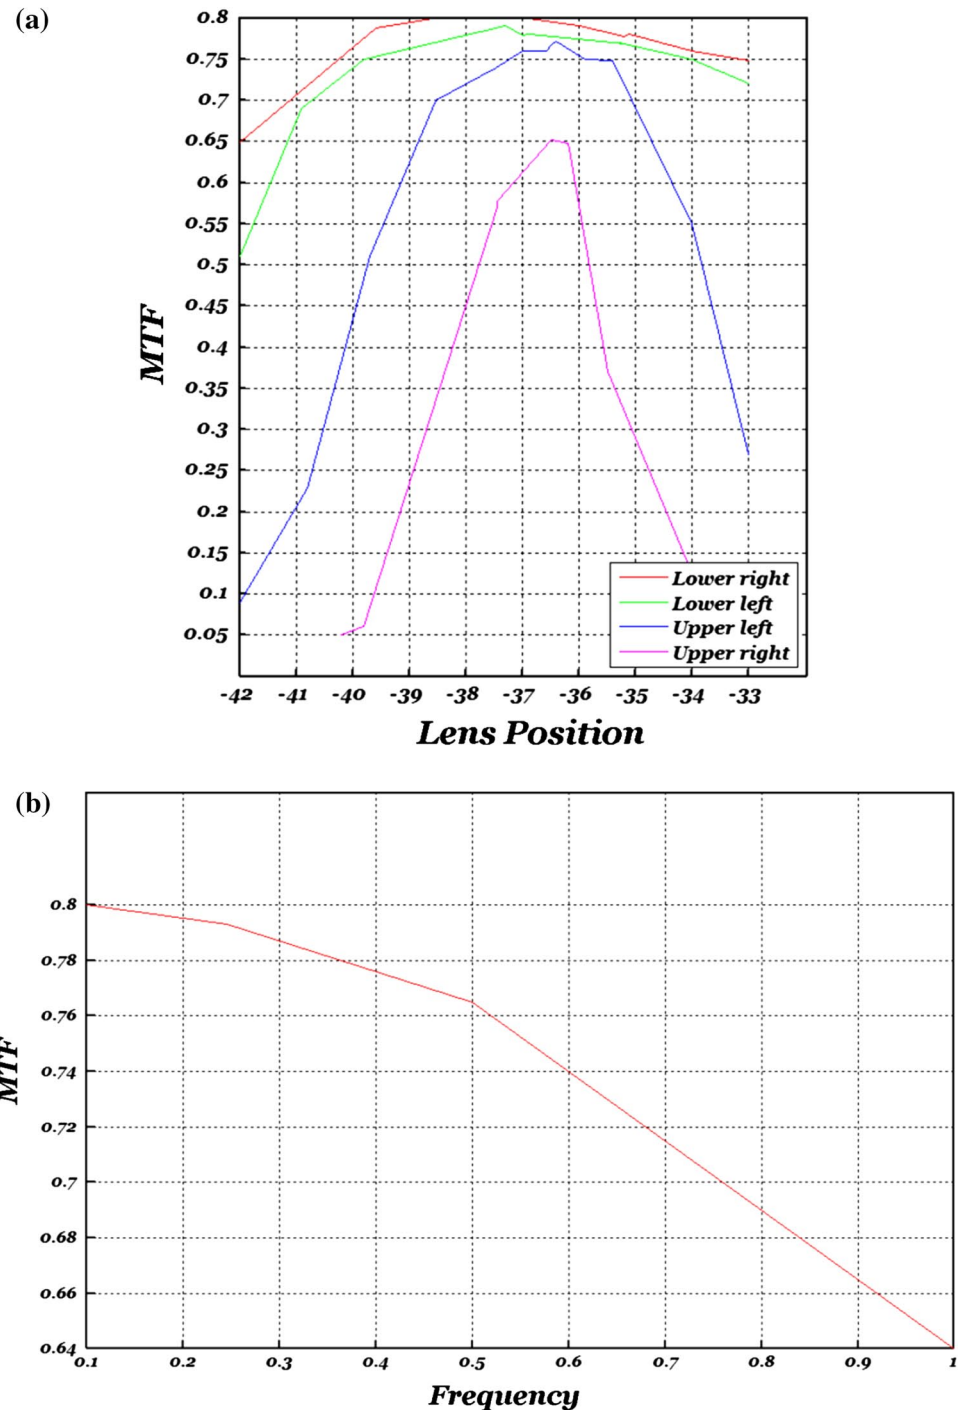 (a)
0.8
0.75
0.7
0.65
0.6
0.55
0.5
0.45
0.4
0.35
0.3
0.25
0.2
0.15
0.1
0.05
MTF
Lower right
Lower left
Upper left
Upper right
-42 -41 -40 -39 -38 -37 -36 -35 -34 -33
Lens Position
(b)
0.8
0.78
0.76
0.74
0.72
0.7
0.68
0.66
0.64
MTF
0.1 0.2 0.3 0.4 0.5 0.6 0.7 0.8 0.9 1
Frequency